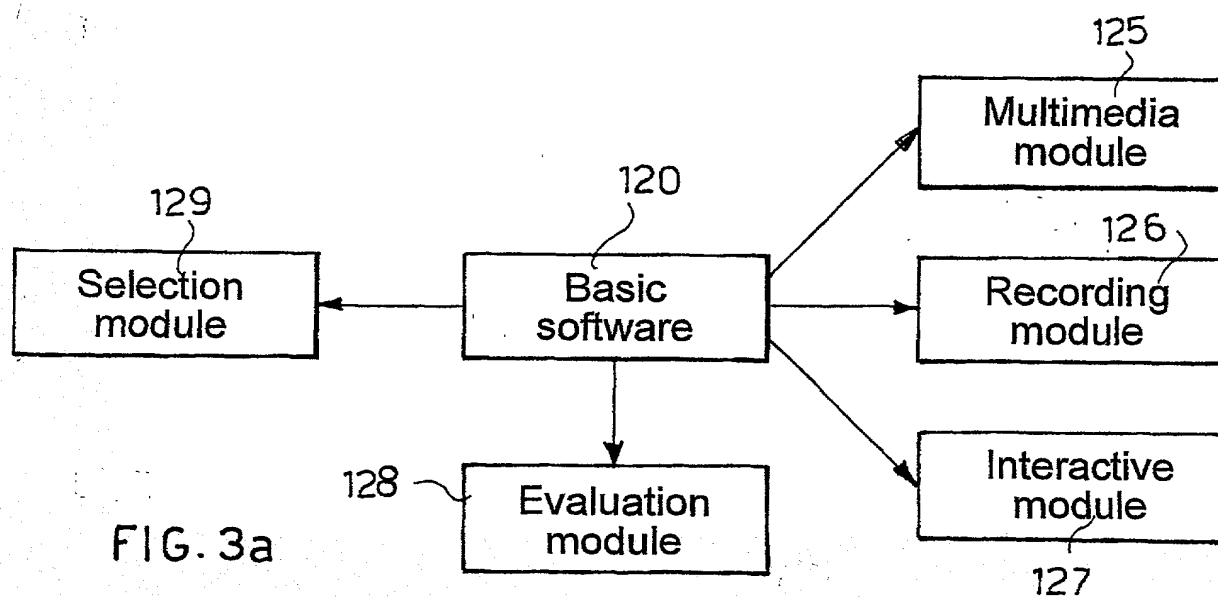 125
Multimedia
module
129
Selection
module
120
Basic
software
126
Recording
module
128
Evaluation
module
Interactive
module
127
FIG. 3a